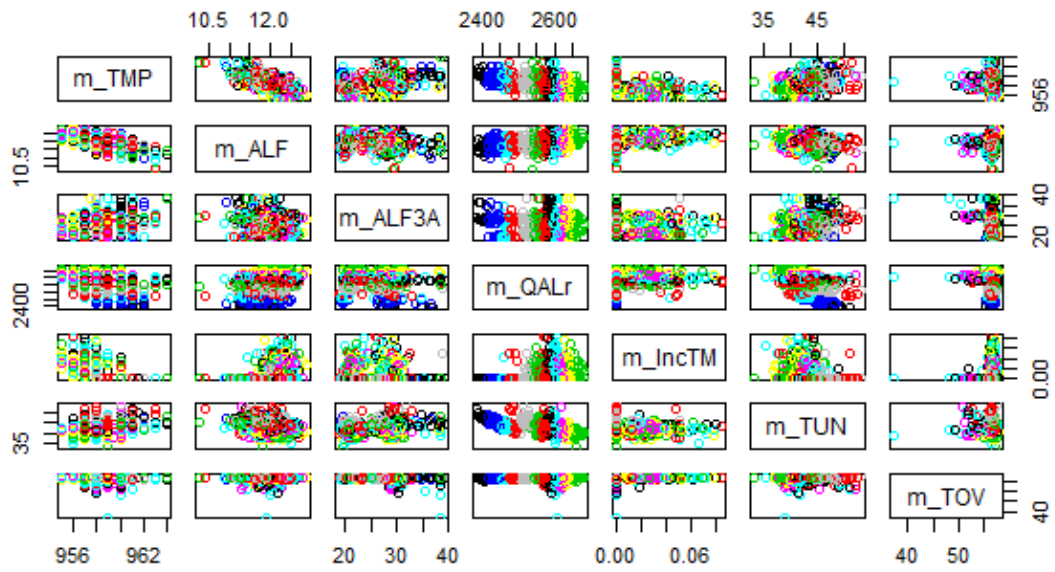 10.5 12.0 2400 2600 35 45
m_TMP 956
10.5 m_ALF
m_ALF3A 20 40
2400 m_QALr
m_IncTM 0.00
35 m_TUN
m_TOV 40
956 962 20 30 40 0.00 0.06 40 50